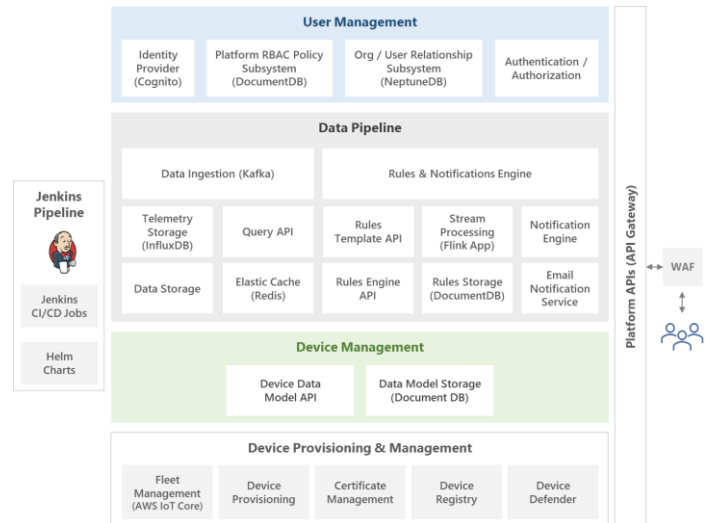 User Management
Identity
Provider
(Cognito)
Platform RBAC Policy
Subsystem
(DocumentDB)
Org / User Relationship
Subsystem
(NeptuneDB)
Authentication /
Authorization
Data Pipeline
Data Ingestion (Kafka)
Rules & Notifications Engine
Telemetry
Storage
(InfluxDB)
Query API
Rules
Template API
Stream
Processing
(Flink App)
Notification
Engine
Data Storage
Elastic Cache
(Redis)
Rules Engine
API
Rules Storage
(DocumentDB)
Email
Notification
Service
Jenkins
Pipeline
Jenkins
CI/CD Jobs
Helm
Charts
Device Management
Device Data
Model API
Data Model Storage
(Document DB)
Device Provisioning & Management
Fleet
Management
(AWS IoT Core)
Device
Provisioning
Certificate
Management
Device
Registry
Device
Defender
Platform APIs (API Gateway)
WAF